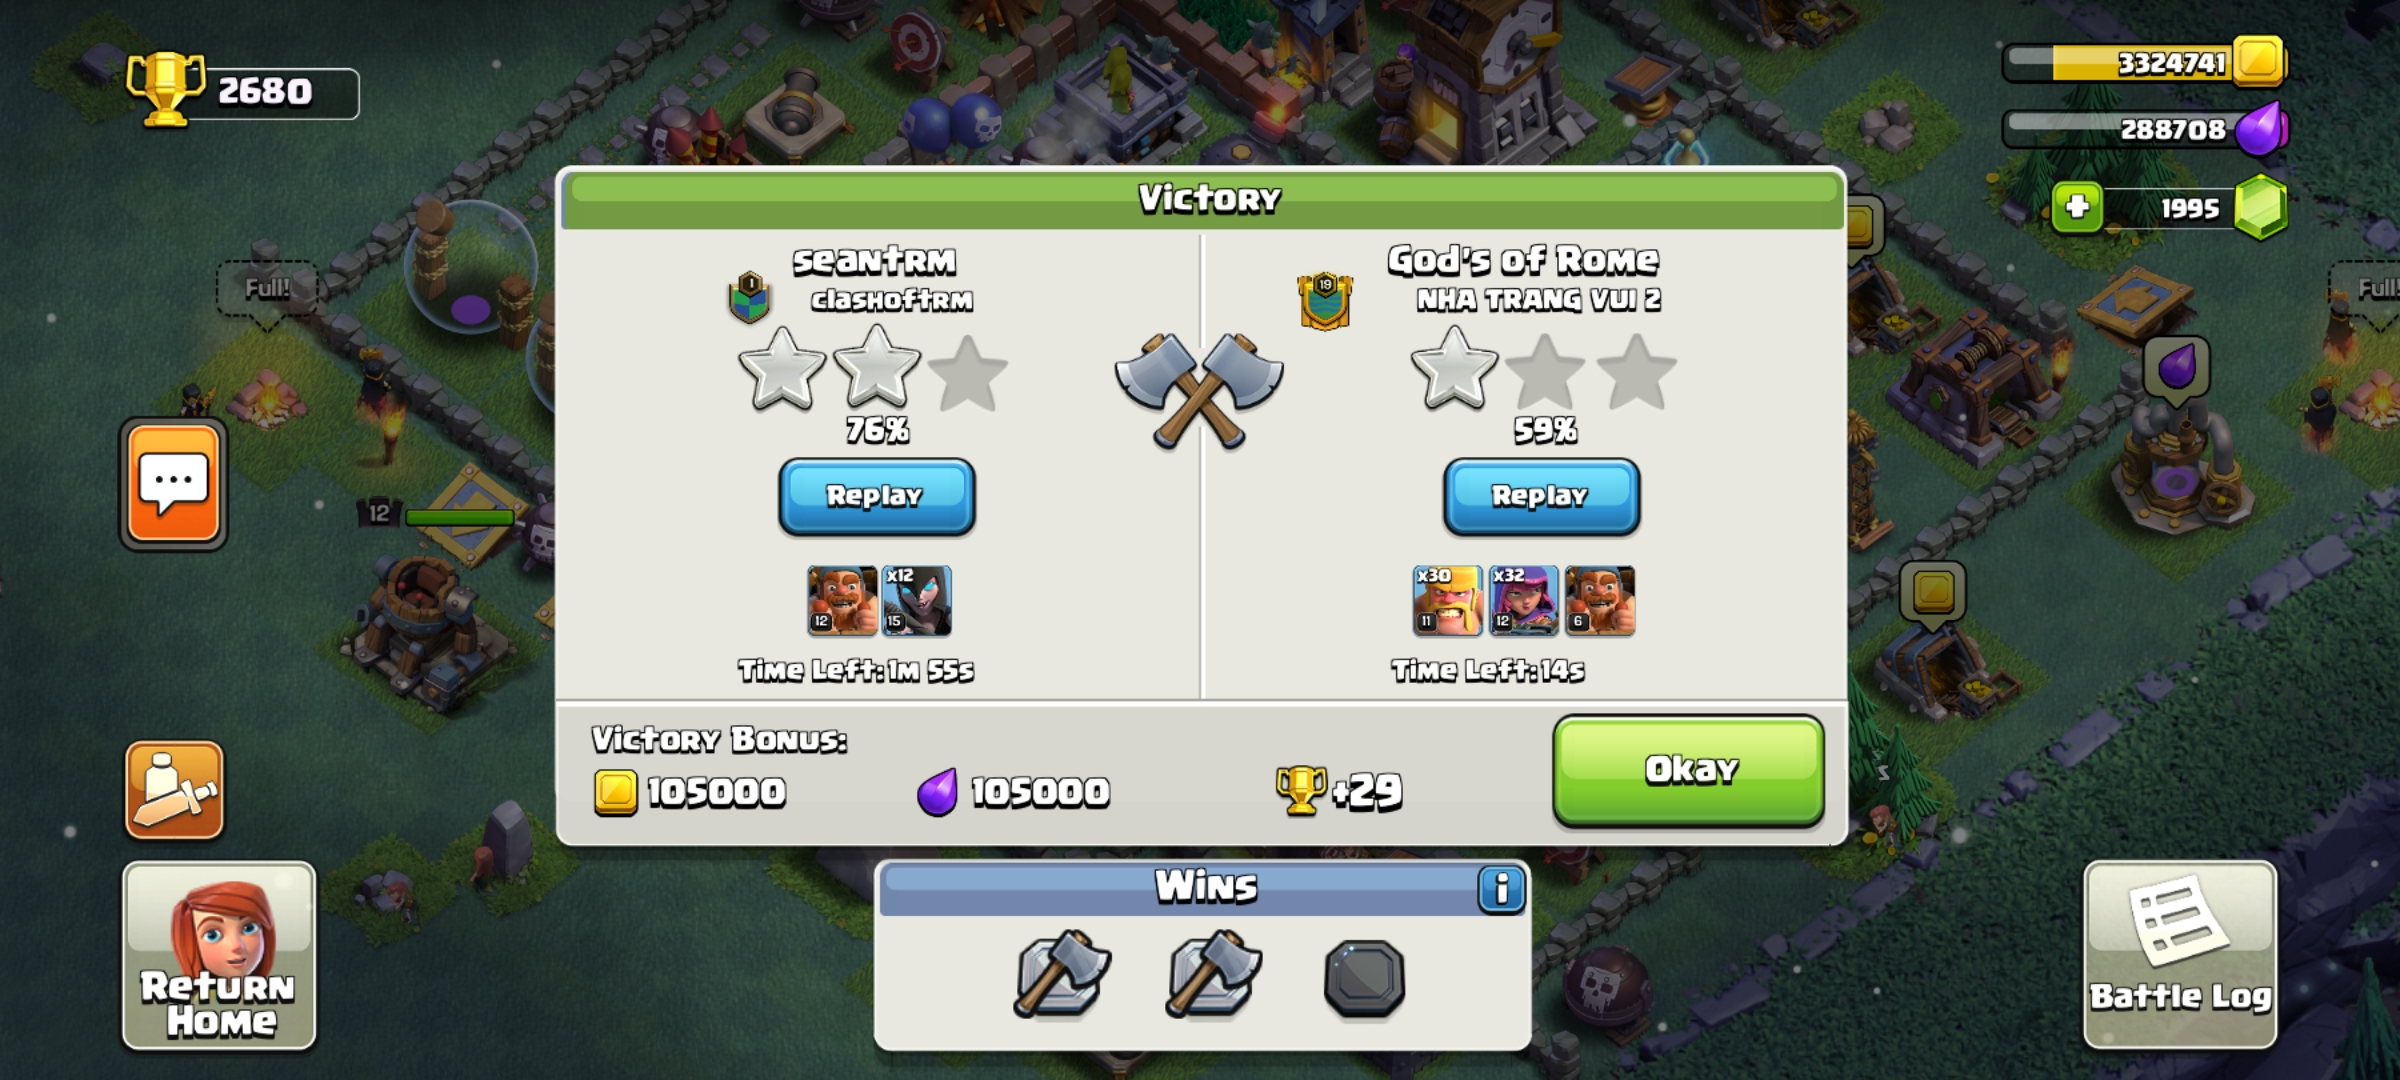 2680
3324741
288708
1995
Victory
seantrm
clashoftrm
1
76%
Replay
x12
12
15
Time Left:1m 55s
God's of Rome
NHA TRANG VUI 2
19
59%
Replay
x30
x32
11
12
6
Time Left:14s
Victory Bonus:
105000
105000
+29
Okay
Wins
i
Full!
Full!
12
Return
Home
Battle Log
z